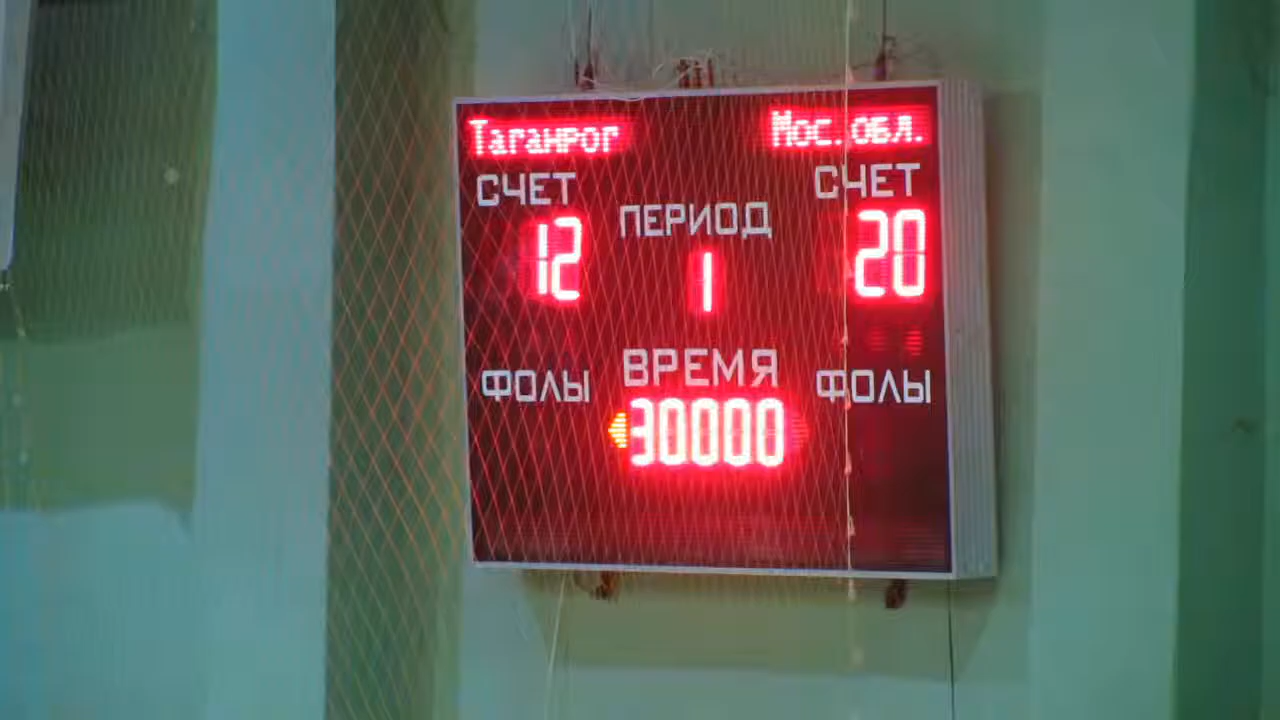 Таганрог Мос.обл.
СЧЕТ СЧЕТ
ПЕРИОД
12 1 20
ВРЕМЯ
ФОЛЫ ФОЛЫ
30000